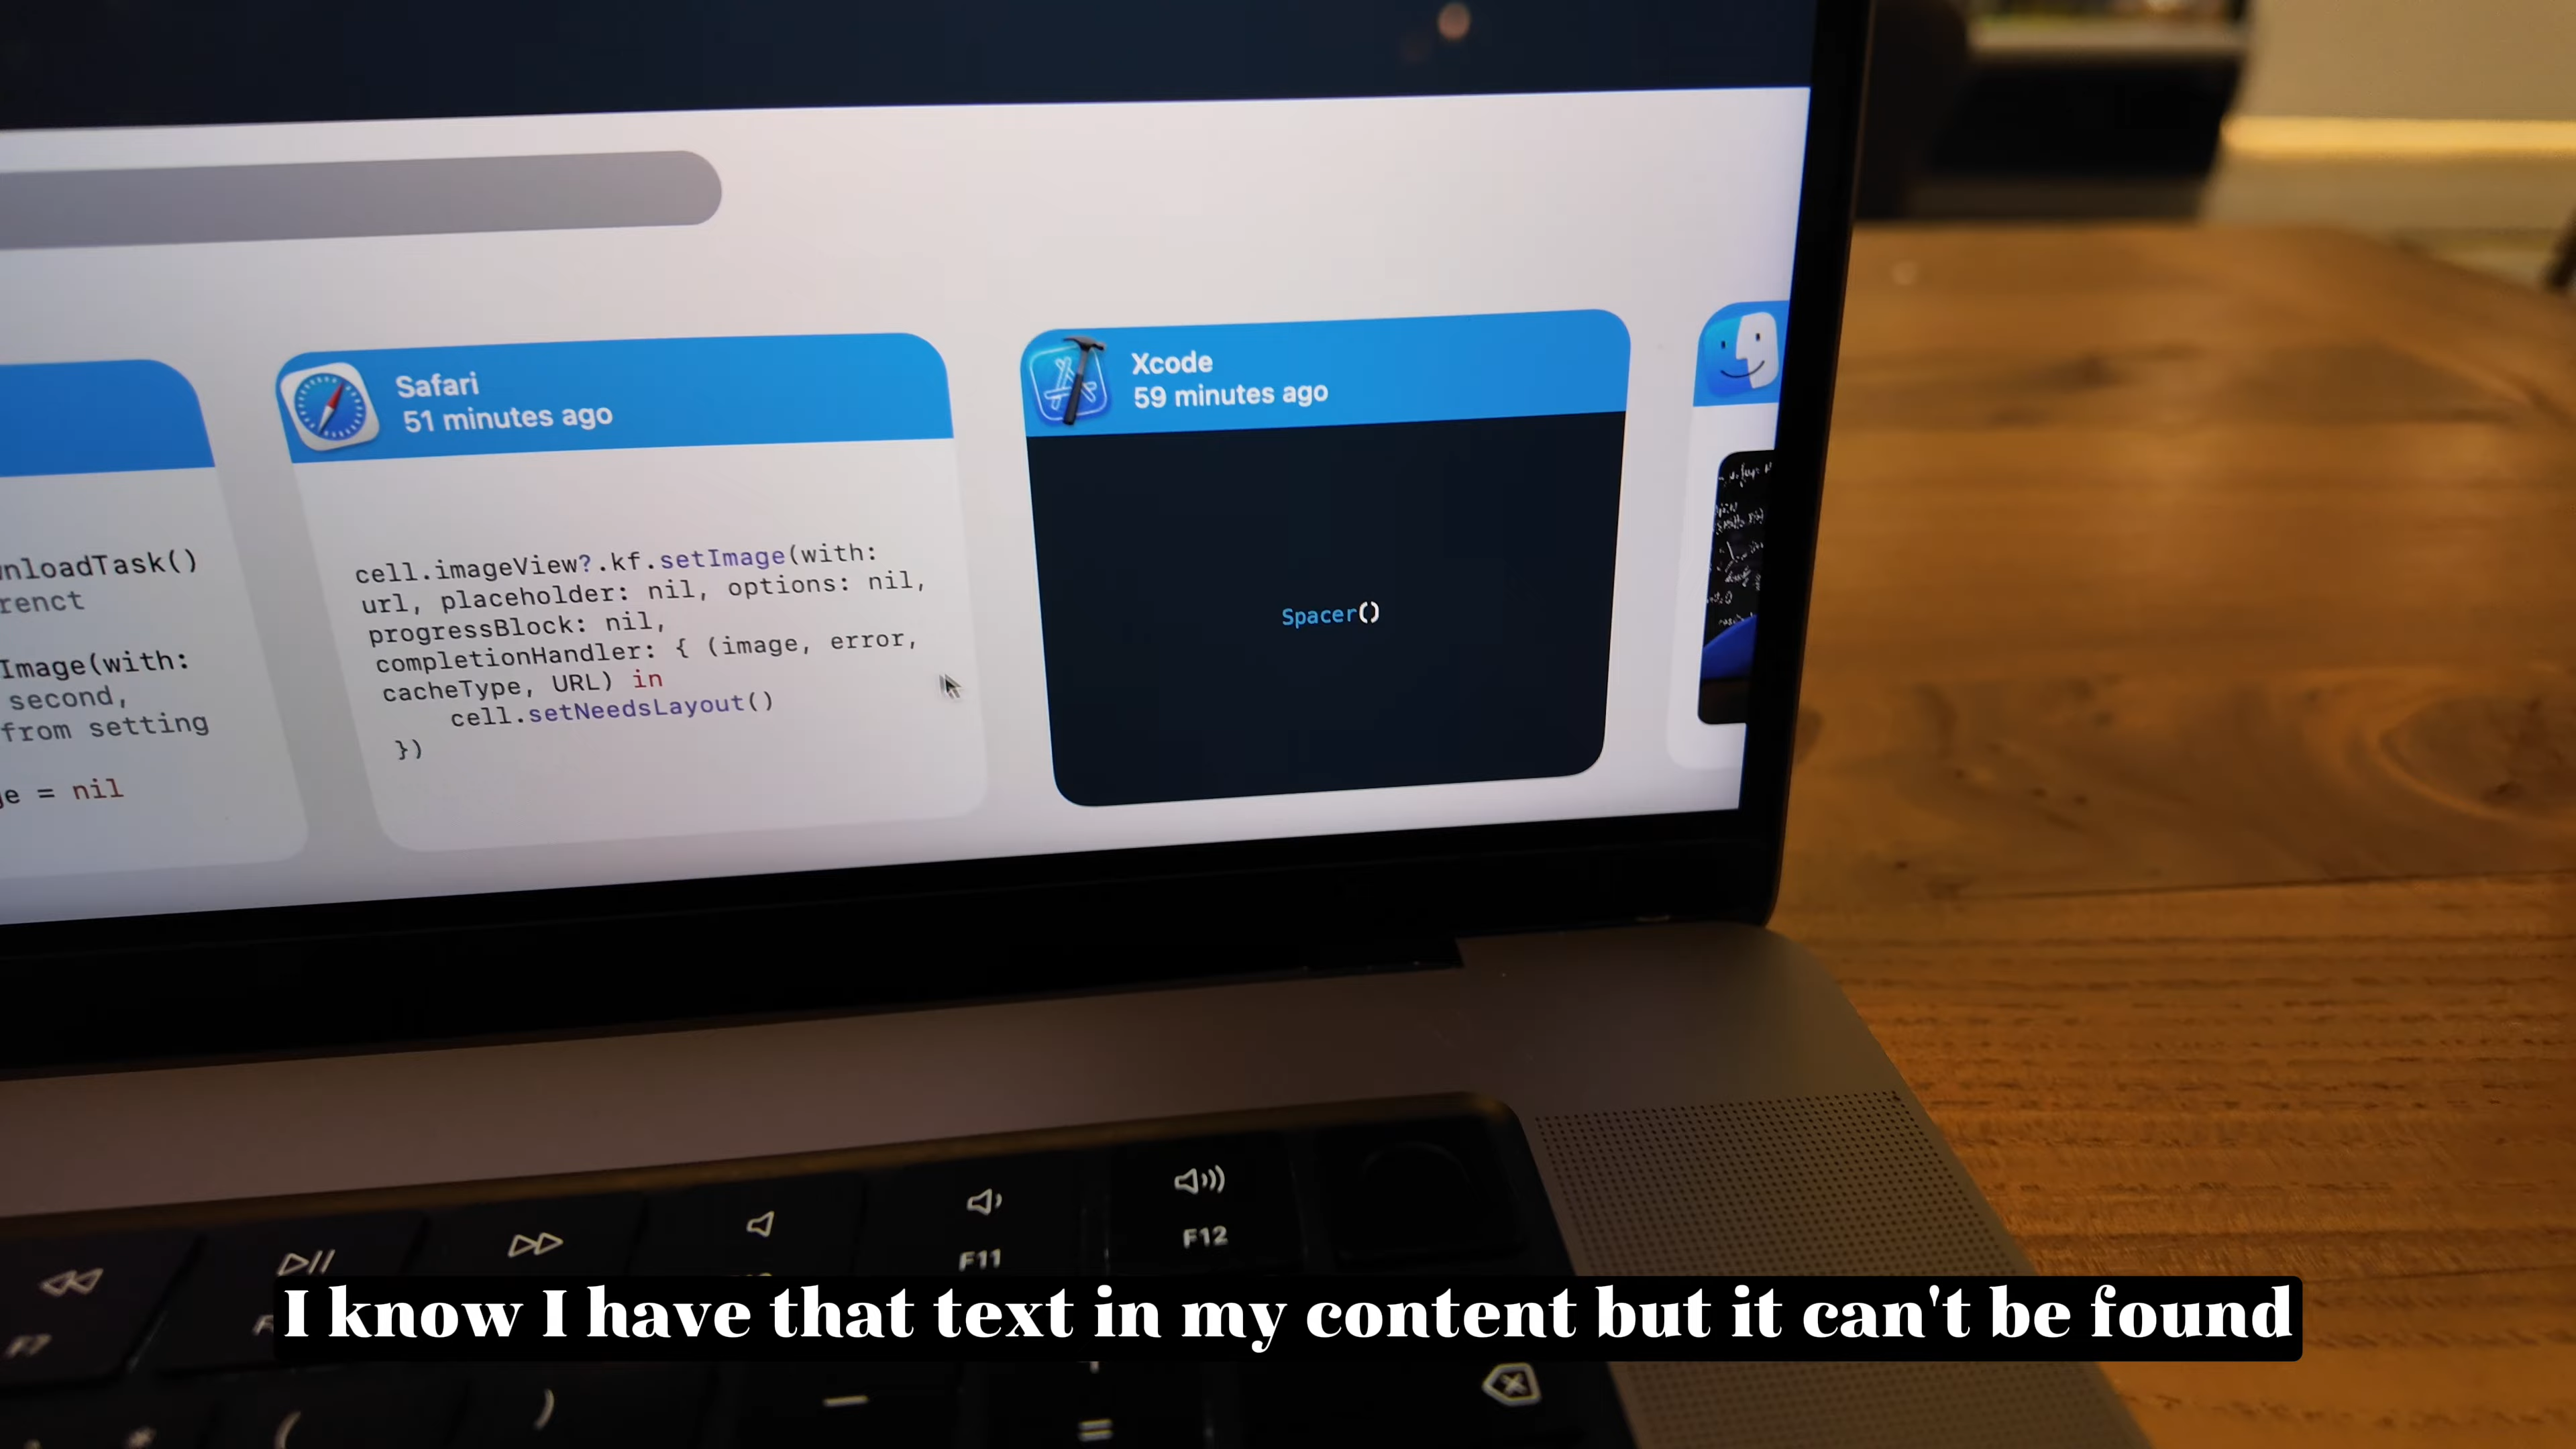 nloadTask()
renct
Image(with:
second,
from setting
e = nil
Safari
51 minutes ago
cell.imageView?.kf.setImage(with:
url, placeholder: nil, options: nil,
progressBlock: nil,
completionHandler: { (image, error,
cacheType, URL) in
cell.setNeedsLayout()
})
Xcode
59 minutes ago
Spacer()
F7
F11
F12
I know I have that text in my content but it can't be found
*
(
)
—
=